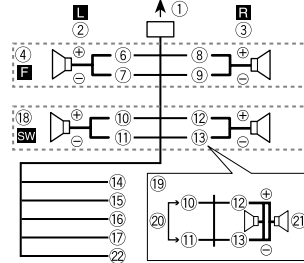 ①
L R
② ③
④ ⊕ ⑥ ⑧ ⊕
F ⊖ ⑦ ⑨ ⊖
⑱ ⊕ ⑩ ⑫ ⊕
SW ⊖ ⑪ ⑬ ⊖
⑭
⑮
⑯
⑰
㉒
⑲
⑩ ⑫ ⊕
⑳ ㉑
⑪ ⑬ ⊖